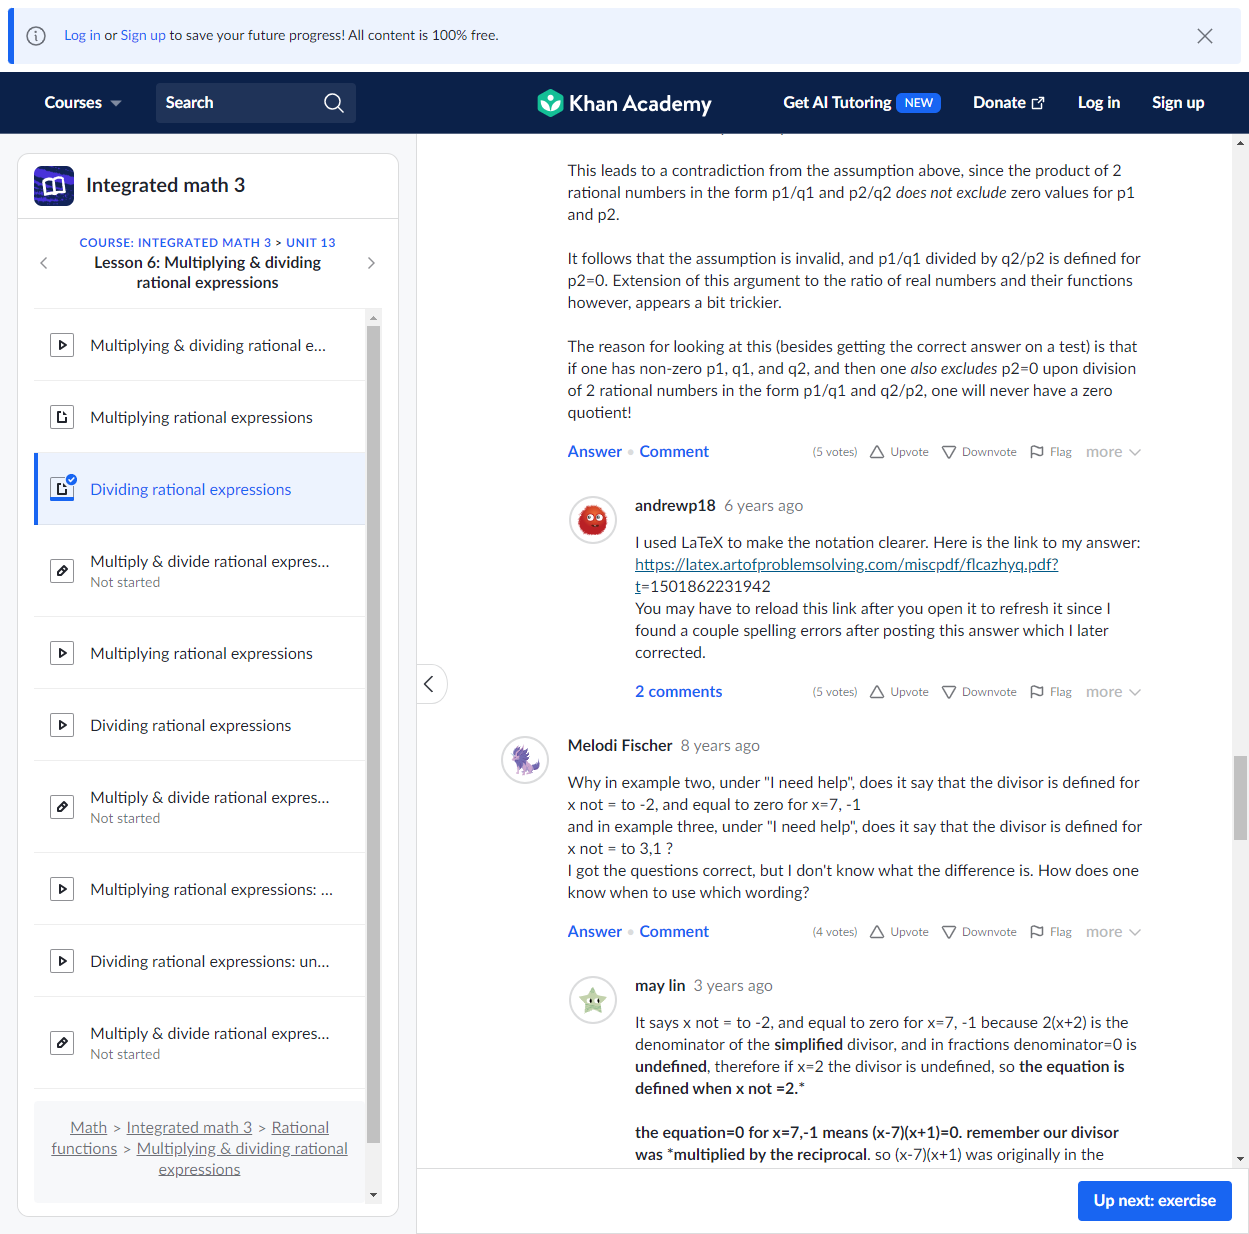 Log in or Sign up to save your future progress! All content is 100% free.
Courses
Search
Khan Academy
Get AI Tutoring NEW
Donate
Log in
Sign up
Integrated math 3
COURSE: INTEGRATED MATH 3 > UNIT 13
Lesson 6: Multiplying & dividing
rational expressions
Multiplying & dividing rational e...
Multiplying rational expressions
Dividing rational expressions
Multiply & divide rational expres...
Not started
Multiplying rational expressions
Dividing rational expressions
Multiply & divide rational expres...
Not started
Multiplying rational expressions: ...
Dividing rational expressions: un...
Multiply & divide rational expres...
Not started
Math > Integrated math 3 > Rational
functions > Multiplying & dividing rational
expressions
This leads to a contradiction from the assumption above, since the product of 2
rational numbers in the form p1/q1 and p2/q2 does not exclude zero values for p1
and p2.
It follows that the assumption is invalid, and p1/q1 divided by q2/p2 is defined for
p2=0. Extension of this argument to the ratio of real numbers and their functions
however, appears a bit trickier.
The reason for looking at this (besides getting the correct answer on a test) is that
if one has non-zero p1, q1, and q2, and then one also excludes p2=0 upon division
of 2 rational numbers in the form p1/q1 and q2/p2, one will never have a zero
quotient!
Answer • Comment (5 votes) Upvote Downvote Flag more
andrewp18 6 years ago
I used LaTeX to make the notation clearer. Here is the link to my answer:
https://latex.artofproblemsolving.com/miscpdf/flcazhyq.pdf?
t=1501862231942
You may have to reload this link after you open it to refresh it since I
found a couple spelling errors after posting this answer which I later
corrected.
2 comments (5 votes) Upvote Downvote Flag more
Melodi Fischer 8 years ago
Why in example two, under "I need help", does it say that the divisor is defined for
x not = to -2, and equal to zero for x=7, -1
and in example three, under "I need help", does it say that the divisor is defined for
x not = to 3,1 ?
I got the questions correct, but I don't know what the difference is. How does one
know when to use which wording?
Answer • Comment (4 votes) Upvote Downvote Flag more
may lin 3 years ago
It says x not = to -2, and equal to zero for x=7, -1 because 2(x+2) is the
denominator of the simplified divisor, and in fractions denominator=0 is
undefined, therefore if x=2 the divisor is undefined, so the equation is
defined when x not =2.*
the equation=0 for x=7,-1 means (x-7)(x+1)=0. remember our divisor
was *multiplied by the reciprocal. so (x-7)(x+1) was originally in the
Up next: exercise